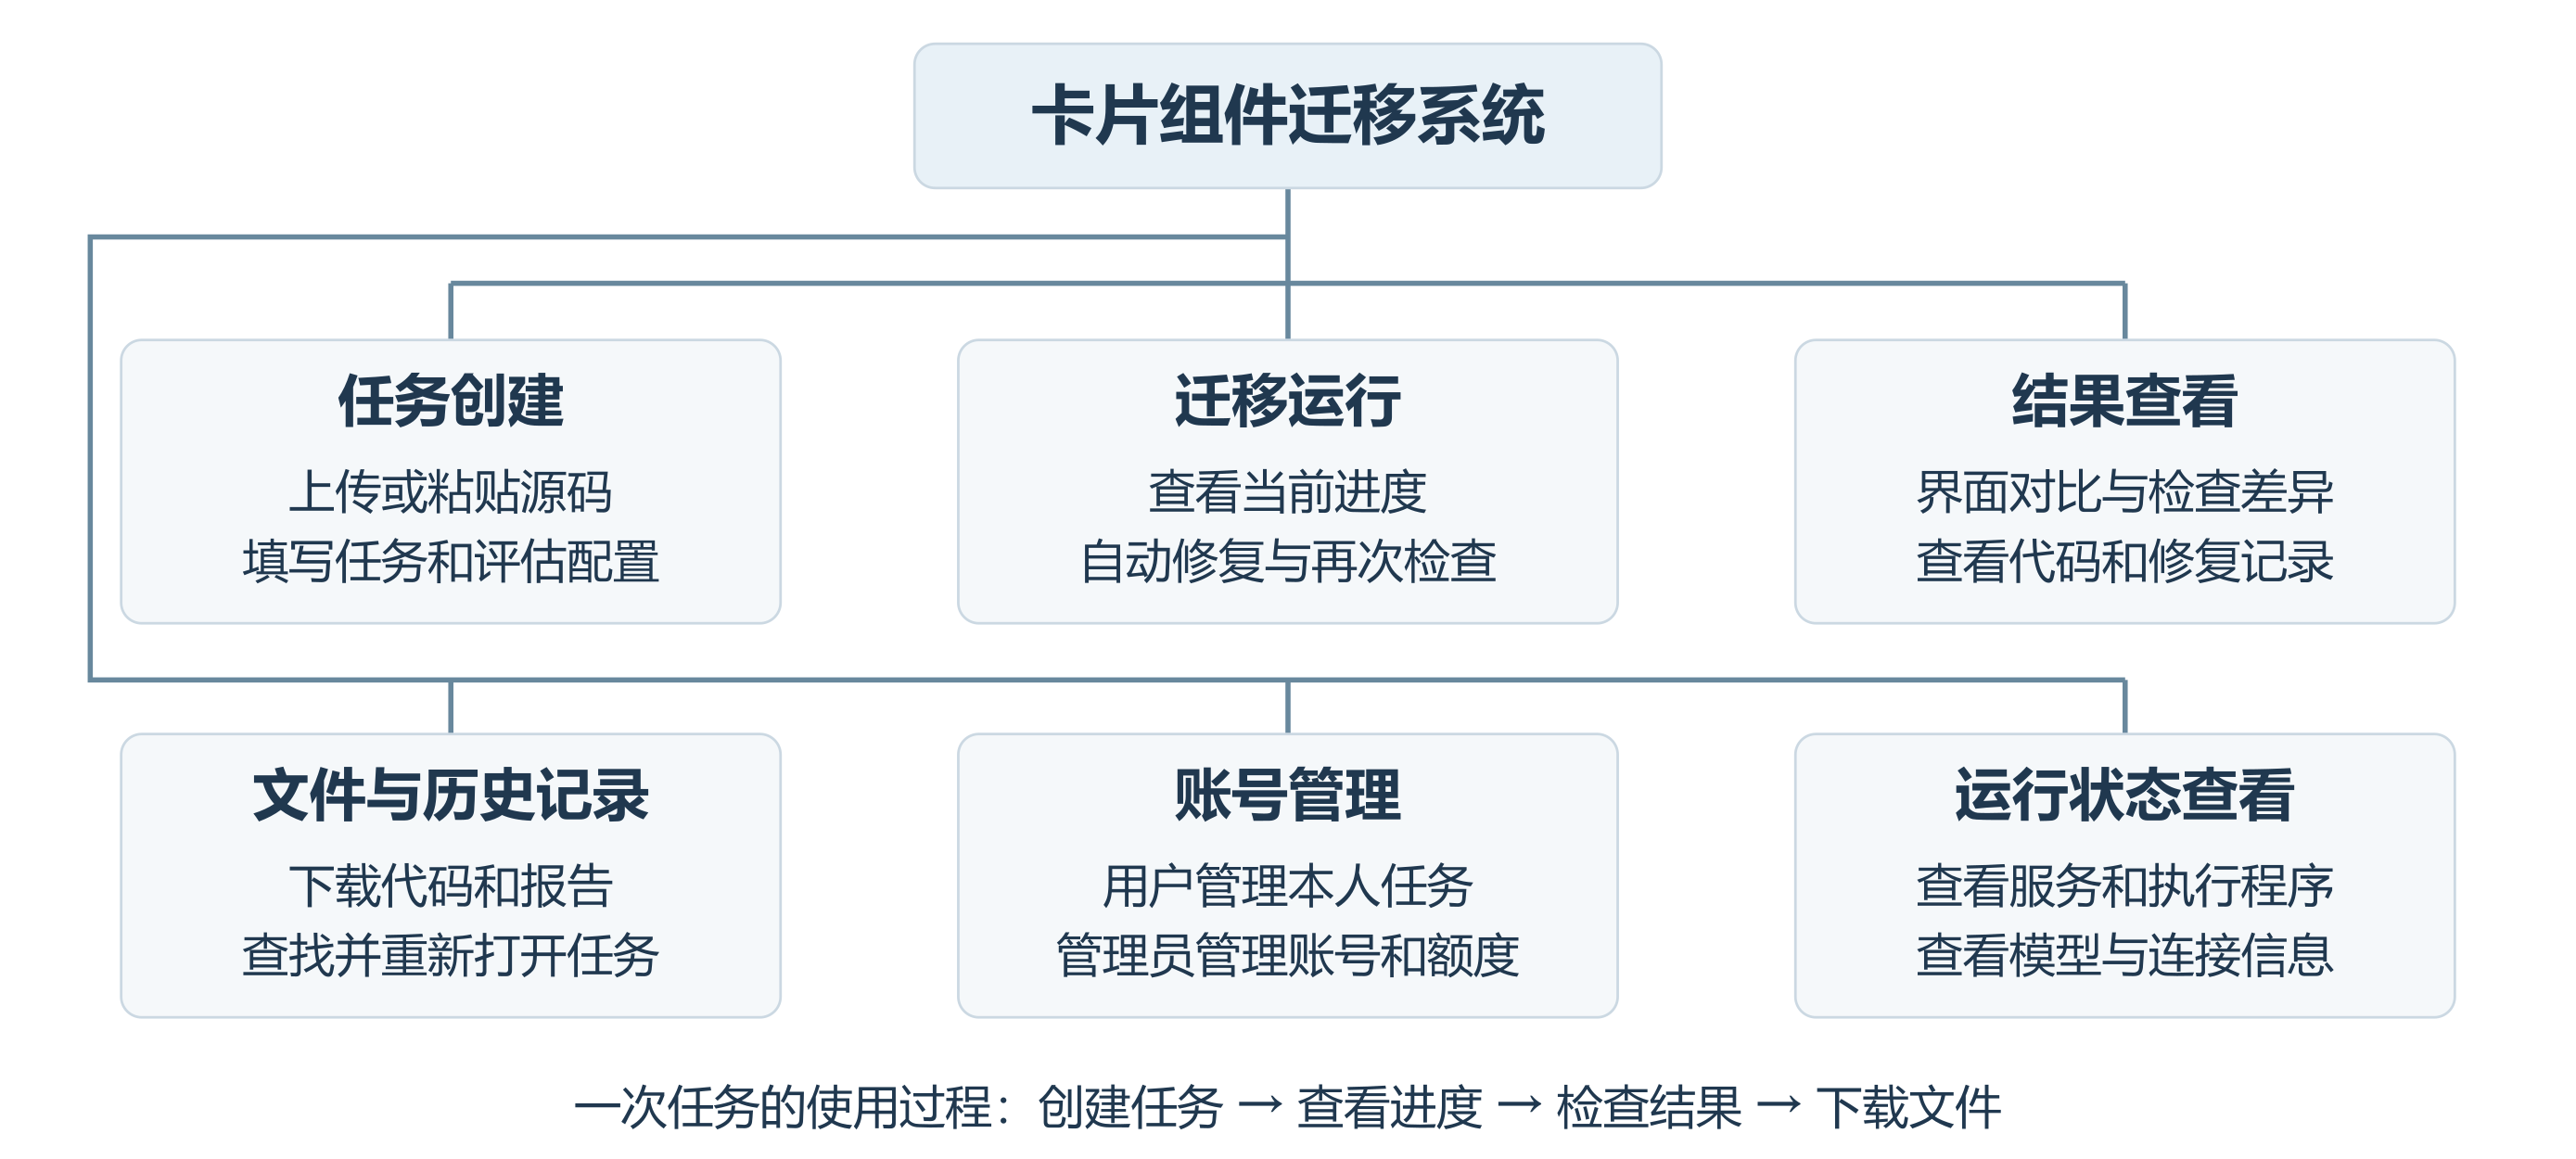 卡片组件迁移系统
任务创建
上传或粘贴源码
填写任务和评估配置
迁移运行
查看当前进度
自动修复与再次检查
结果查看
界面对比与检查差异
查看代码和修复记录
文件与历史记录
下载代码和报告
查找并重新打开任务
账号管理
用户管理本人任务
管理员管理账号和额度
运行状态查看
查看服务和执行程序
查看模型与连接信息
一次任务的使用过程：创建任务 → 查看进度 → 检查结果 → 下载文件